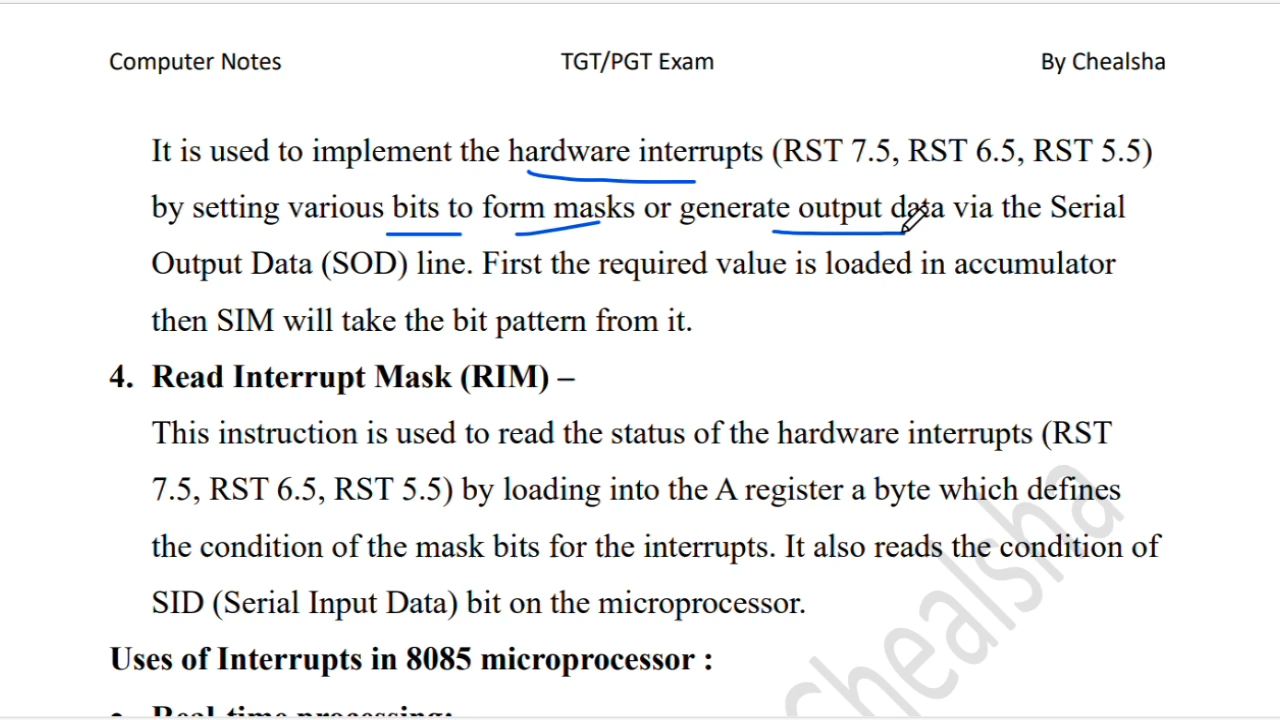 Computer Notes TGT/PGT Exam By Chealsha
It is used to implement the hardware interrupts (RST 7.5, RST 6.5, RST 5.5)
by setting various bits to form masks or generate output data via the Serial
Output Data (SOD) line. First the required value is loaded in accumulator
then SIM will take the bit pattern from it.
4. Read Interrupt Mask (RIM) –
This instruction is used to read the status of the hardware interrupts (RST
7.5, RST 6.5, RST 5.5) by loading into the A register a byte which defines
the condition of the mask bits for the interrupts. It also reads the condition of
SID (Serial Input Data) bit on the microprocessor.
Uses of Interrupts in 8085 microprocessor :
• Real-time processing:
Chealsha